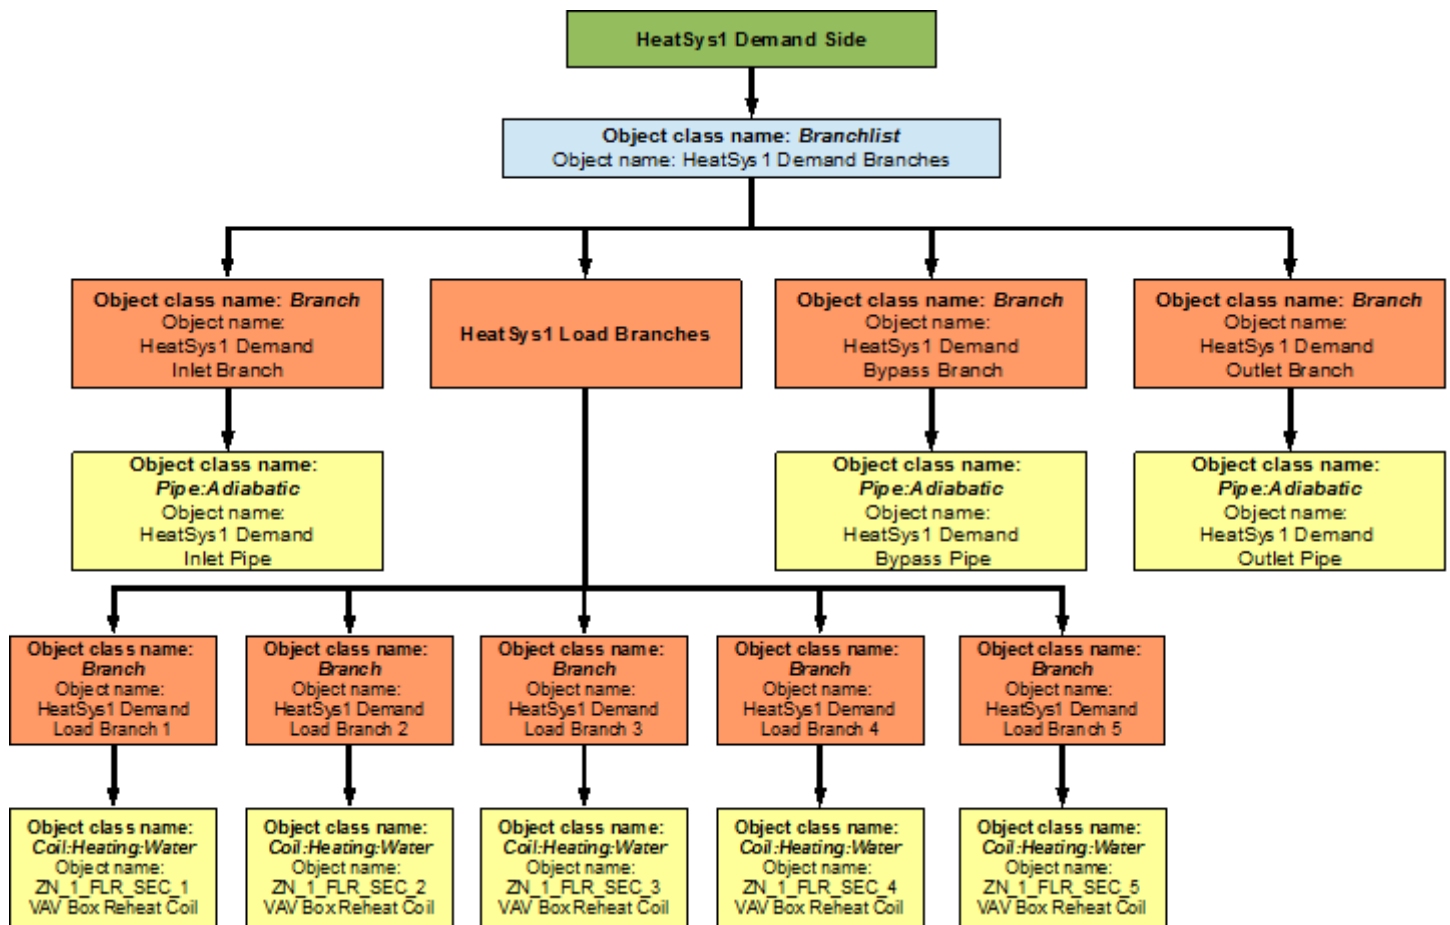 HeatSys1 Demand Side
Object class name: Branchlist
Object name: HeatSys1 Demand Branches
Object class name: Branch
Object name:
HeatSys1 Demand
Inlet Branch
HeatSys1 Load Branches
Object class name: Branch
Object name:
HeatSys1 Demand
Bypass Branch
Object class name: Branch
Object name:
HeatSys1 Demand
Outlet Branch
Object class name:
Pipe:Adiabatic
Object name:
HeatSys1 Demand
Inlet Pipe
Object class name:
Pipe:Adiabatic
Object name:
HeatSys1 Demand
Bypass Pipe
Object class name:
Pipe:Adiabatic
Object name:
HeatSys1 Demand
Outlet Pipe
Object class name:
Branch
Object name:
HeatSys1 Demand
Load Branch 1
Object class name:
Branch
Object name:
HeatSys1 Demand
Load Branch 2
Object class name:
Branch
Object name:
HeatSys1 Demand
Load Branch 3
Object class name:
Branch
Object name:
HeatSys1 Demand
Load Branch 4
Object class name:
Branch
Object name:
HeatSys1 Demand
Load Branch 5
Object class name:
Coil:Heating:Water
Object name:
ZN_1_FLR_SEC_1
VAV Box Reheat Coil
Object class name:
Coil:Heating:Water
Object name:
ZN_1_FLR_SEC_2
VAV Box Reheat Coil
Object class name:
Coil:Heating:Water
Object name:
ZN_1_FLR_SEC_3
VAV Box Reheat Coil
Object class name:
Coil:Heating:Water
Object name:
ZN_1_FLR_SEC_4
VAV Box Reheat Coil
Object class name:
Coil:Heating:Water
Object name:
ZN_1_FLR_SEC_5
VAV Box Reheat Coil